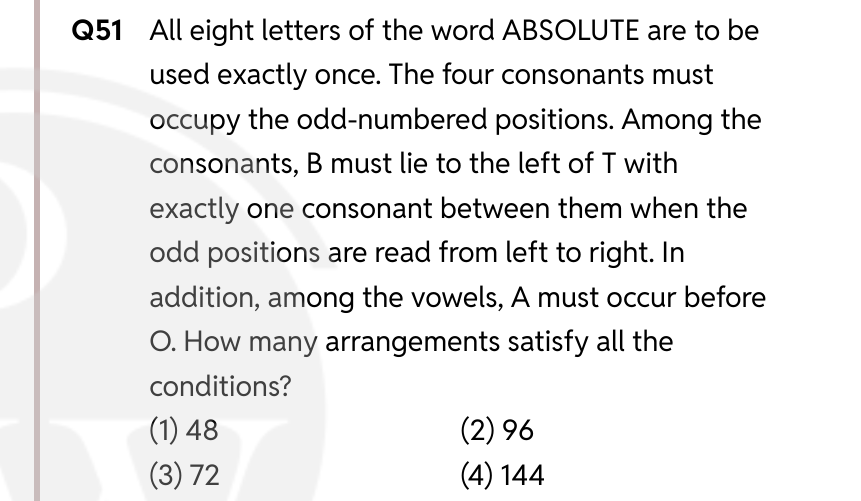 Q51 All eight letters of the word ABSOLUTE are to be
used exactly once. The four consonants must
occupy the odd-numbered positions. Among the
consonants, B must lie to the left of T with
exactly one consonant between them when the
odd positions are read from left to right. In
addition, among the vowels, A must occur before
O. How many arrangements satisfy all the
conditions?
(1) 48 (2) 96
(3) 72 (4) 144